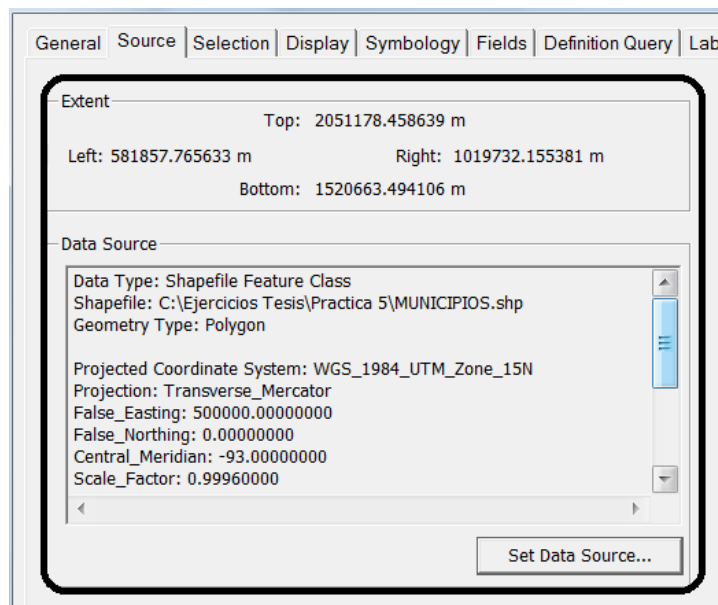 General Source Selection Display Symbology Fields Definition Query Lab
Extent
Top: 2051178.458639 m
Left: 581857.765633 m Right: 1019732.155381 m
Bottom: 1520663.494106 m
Data Source
Data Type: Shapefile Feature Class
Shapefile: C:\Ejercicios Tesis\Practica 5\MUNICIPIOS.shp
Geometry Type: Polygon
Projected Coordinate System: WGS_1984_UTM_Zone_15N
Projection: Transverse_Mercator
False_Easting: 500000.00000000
False_Northing: 0.00000000
Central_Meridian: -93.00000000
Scale_Factor: 0.99960000
Set Data Source...